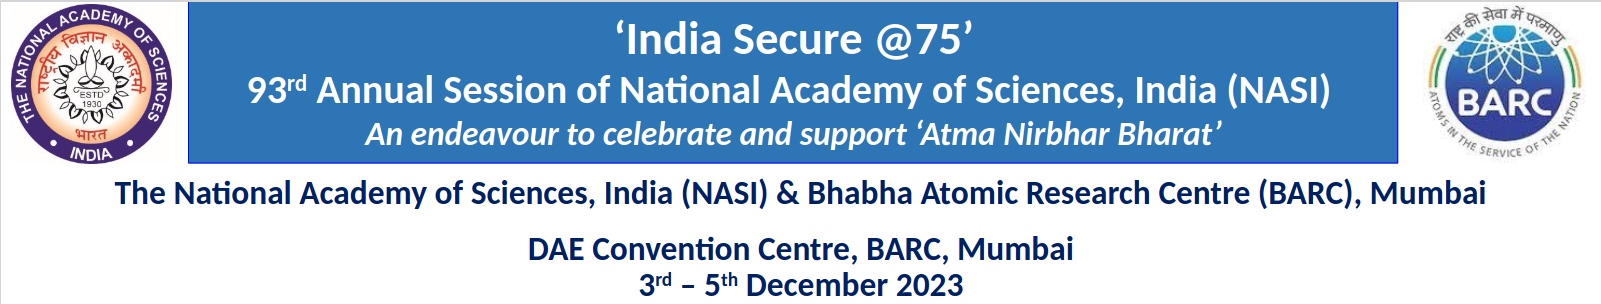 THE NATIONAL ACADEMY OF SCIENCES
राष्ट्रीय विज्ञान अकादमी
ESTD
1930
भारत
• INDIA •
‘India Secure @75’
93rd Annual Session of National Academy of Sciences, India (NASI)
An endeavour to celebrate and support ‘Atma Nirbhar Bharat’
राष्ट्र की सेवा में परमाणु
BARC
ATOMS IN THE SERVICE OF THE NATION
The National Academy of Sciences, India (NASI) & Bhabha Atomic Research Centre (BARC), Mumbai
DAE Convention Centre, BARC, Mumbai
3rd – 5th December 2023